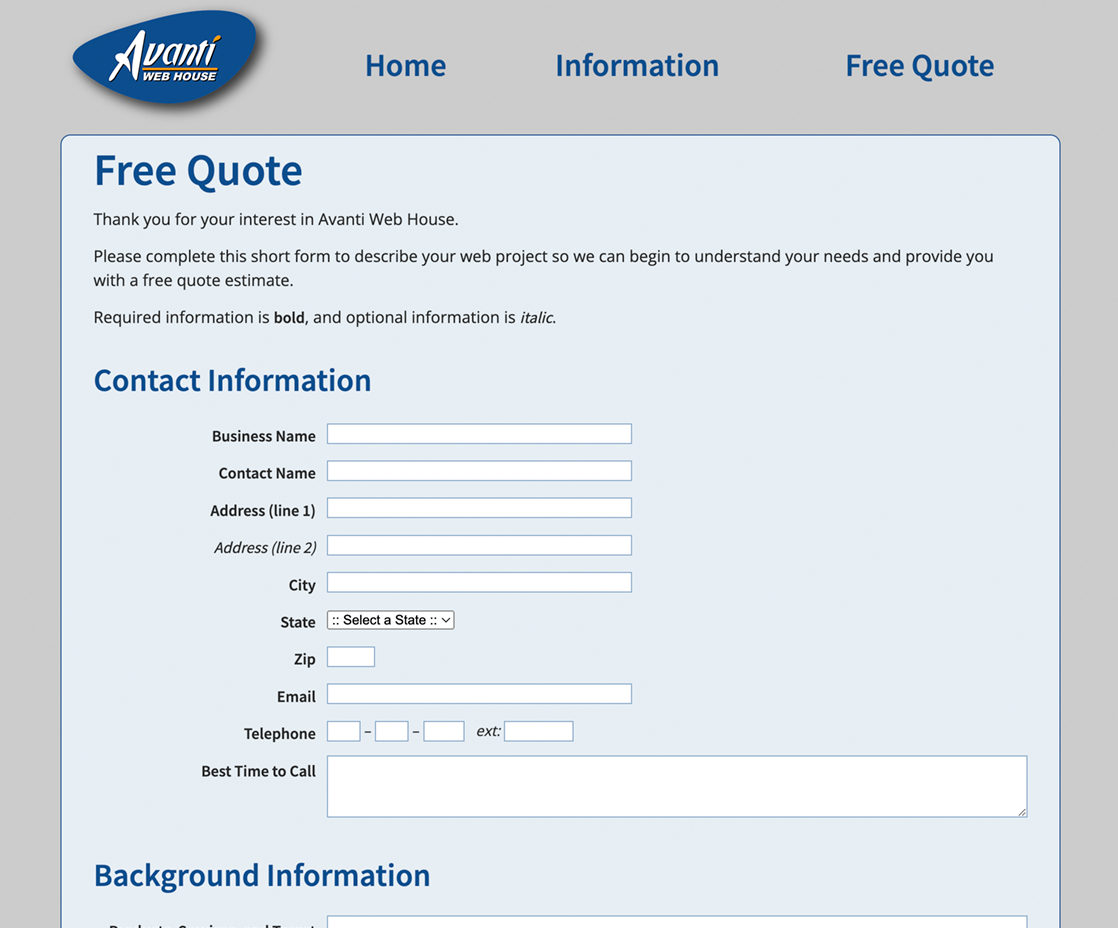 Avanti
WEB HOUSE
Home
Information
Free Quote
Free Quote
Thank you for your interest in Avanti Web House.
Please complete this short form to describe your web project so we can begin to understand your needs and provide you
with a free quote estimate.
Required information is bold, and optional information is italic.
Contact Information
Business Name
Contact Name
Address (line 1)
Address (line 2)
City
State :: Select a State ::
Zip
Email
Telephone – – ext:
Best Time to Call
Background Information